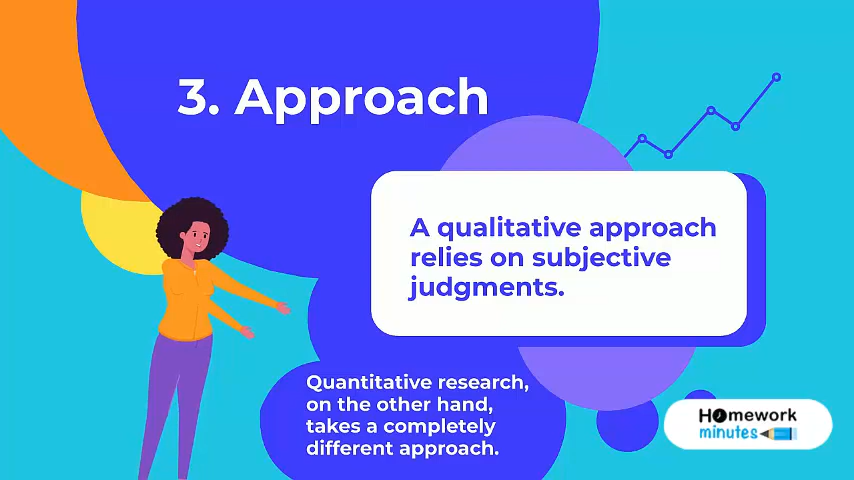 3. Approach
A qualitative approach
relies on subjective
judgments.
Quantitative research,
on the other hand,
takes a completely
different approach.
Homework
minutes